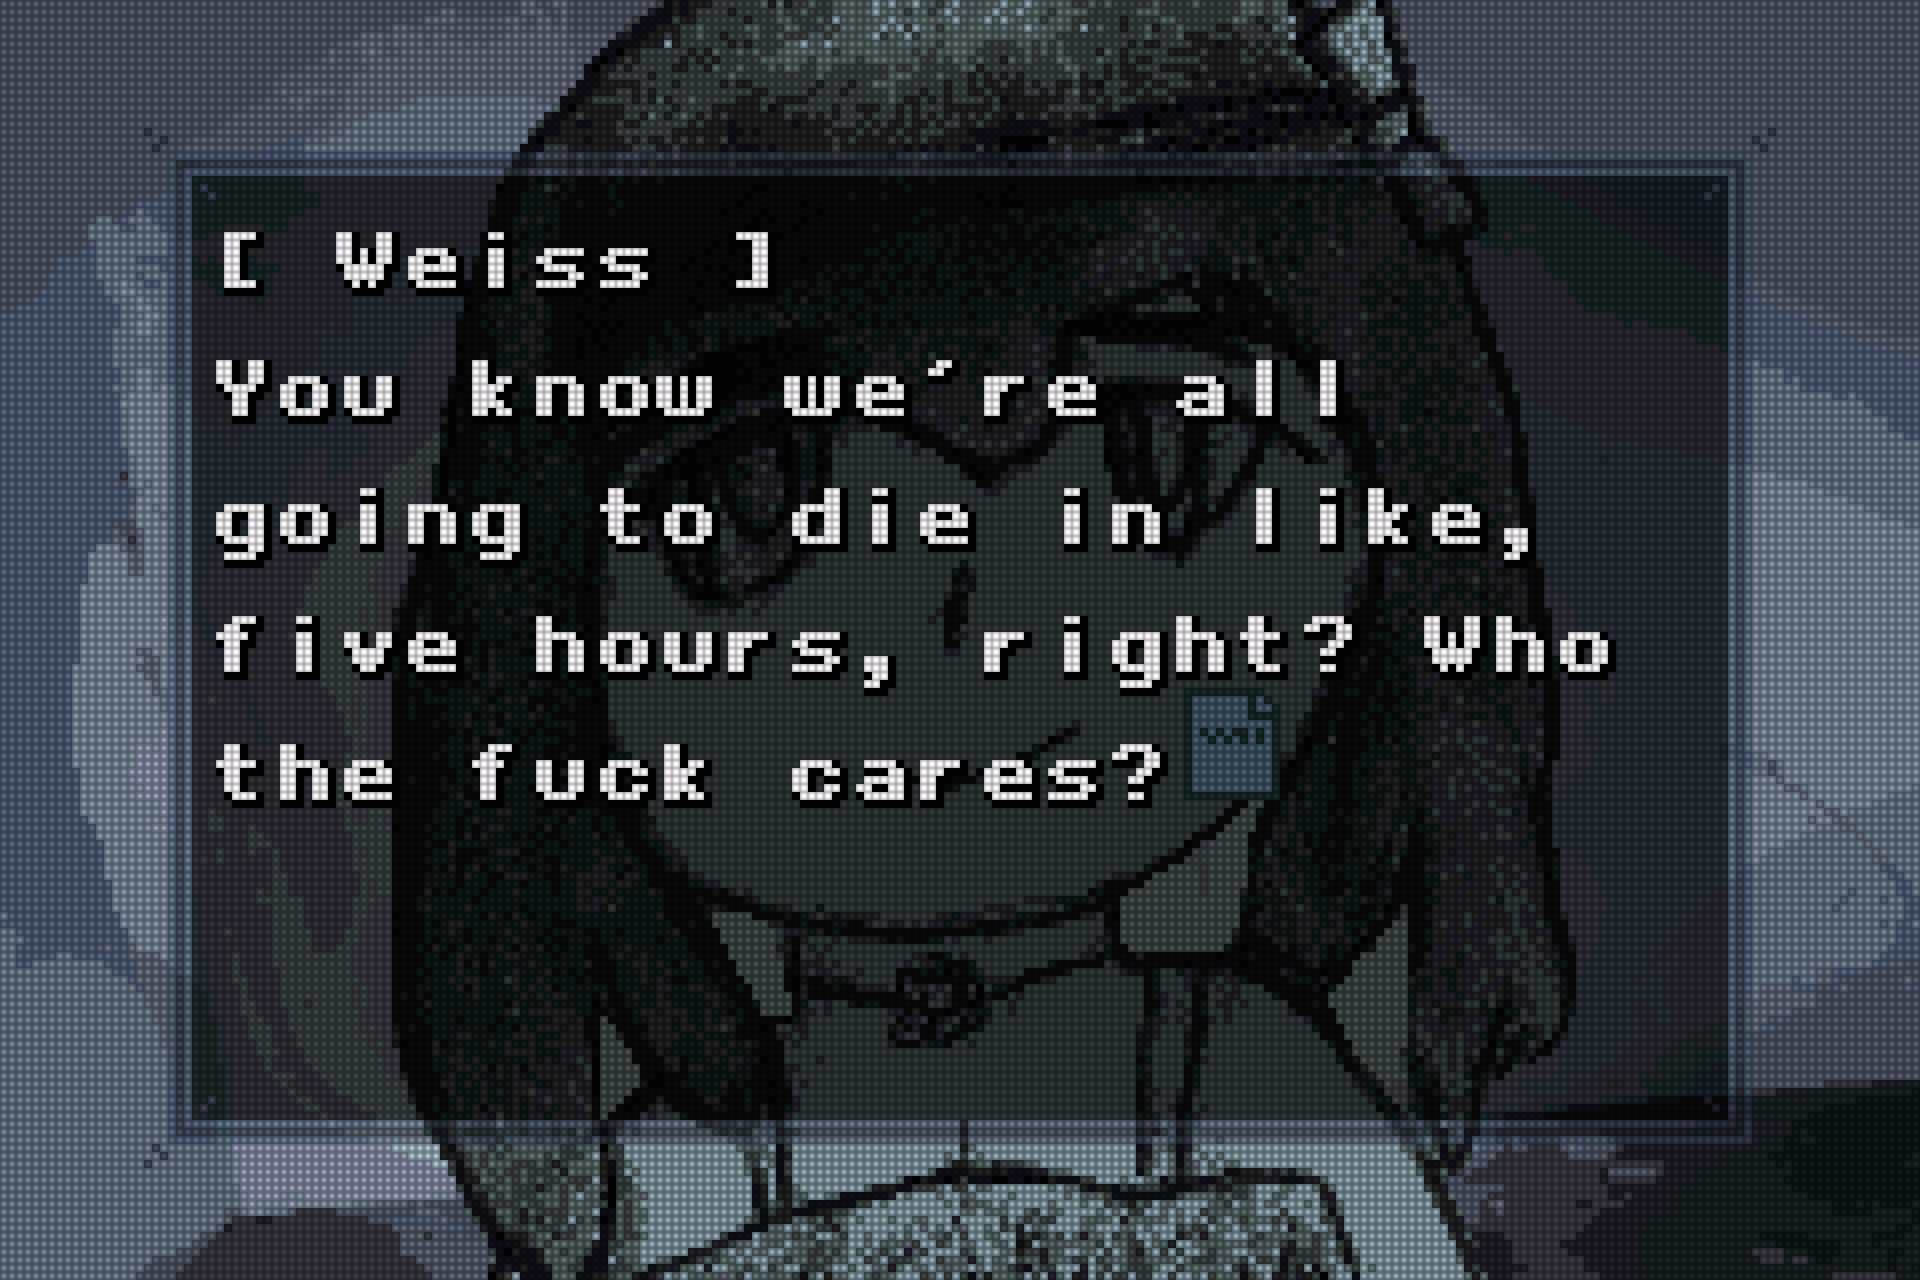 [ Weiss ]
You know we're all
going to die in like,
five hours, right? Who
the fuck cares?